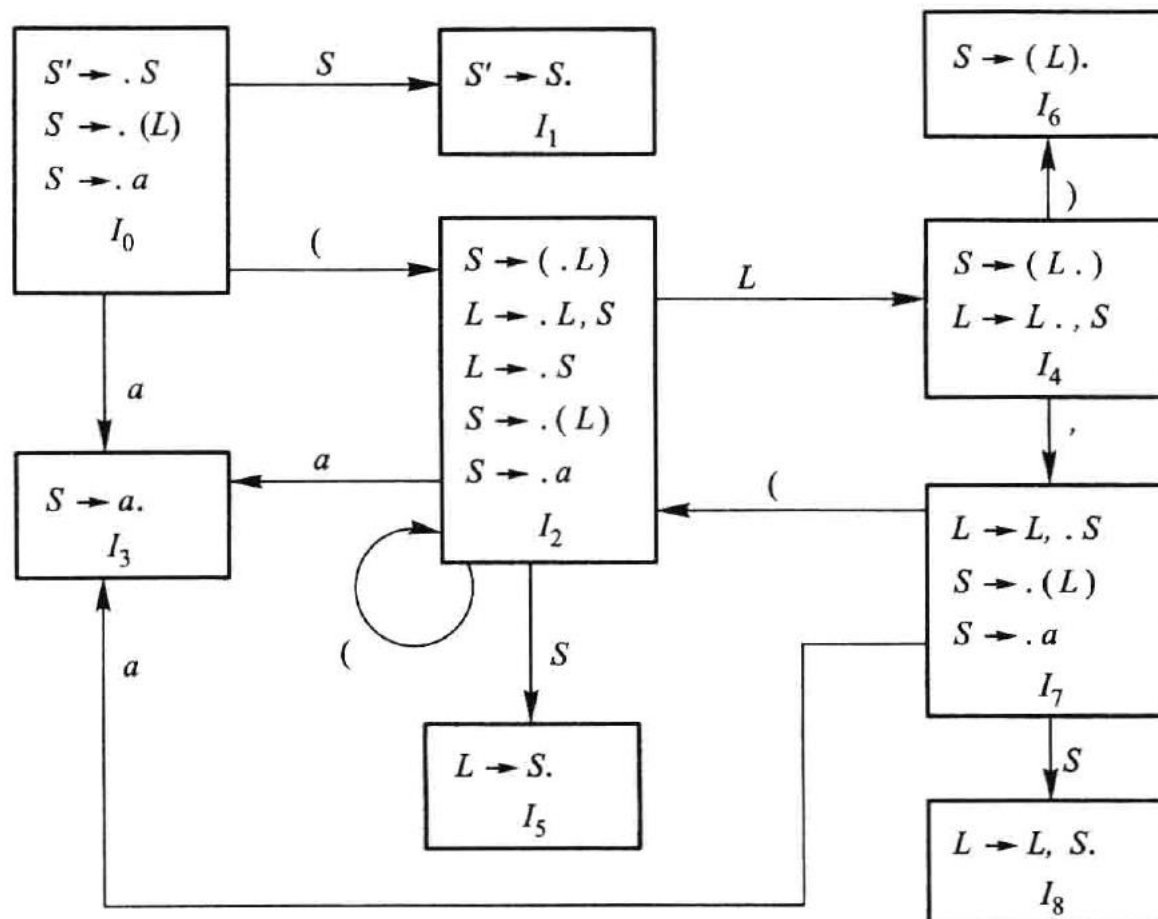 S' → . S
S → . (L)
S → . a
I0
S
S' → S.
I1
S → (L).
I6
)
(
S → ( . L)
L → . L, S
L → . S
S → . (L)
S → . a
I2
L
S → (L . )
L → L . , S
I4
,
a
S → a.
I3
a
(
(
S
L → L, . S
S → . (L)
S → . a
I7
a
L → S.
I5
S
L → L, S.
I8